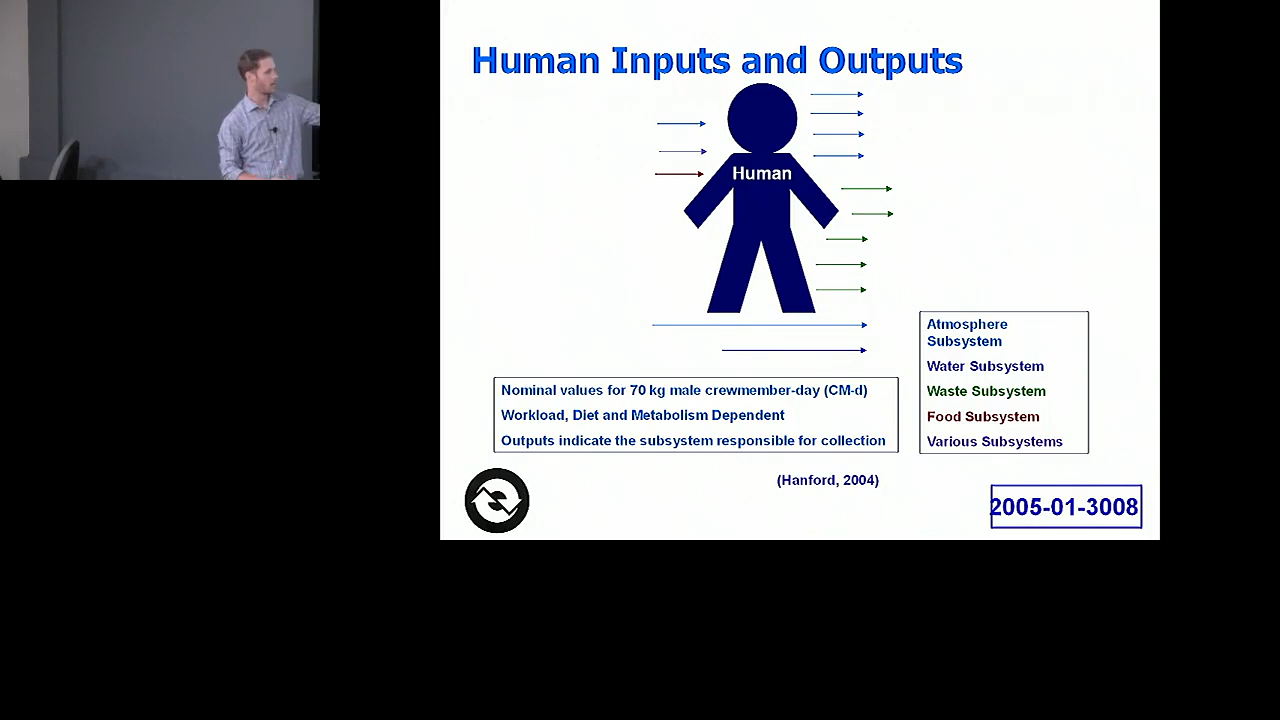 Human Inputs and Outputs
Human
Atmosphere
Subsystem
Water Subsystem
Waste Subsystem
Food Subsystem
Various Subsystems
Nominal values for 70 kg male crewmember-day (CM-d)
Workload, Diet and Metabolism Dependent
Outputs indicate the subsystem responsible for collection
(Hanford, 2004)
2005-01-3008